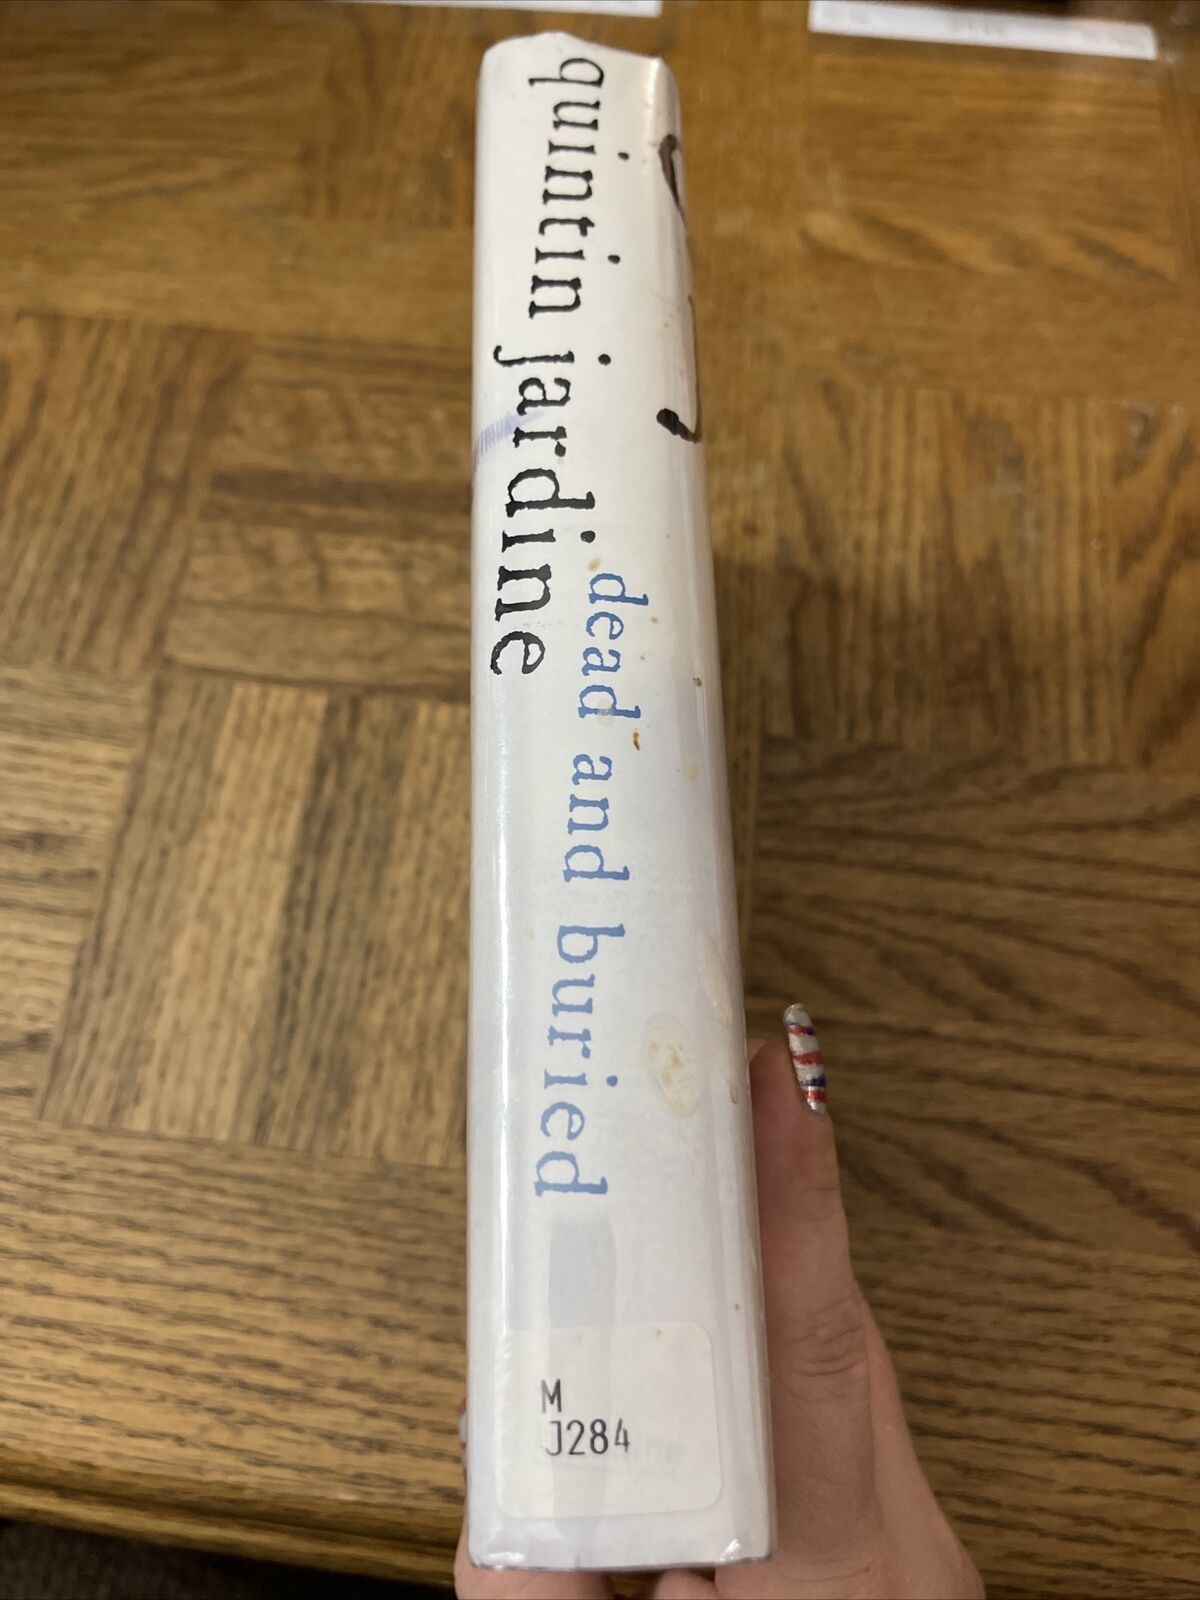 quintin jardine
dead and buried
M
J284